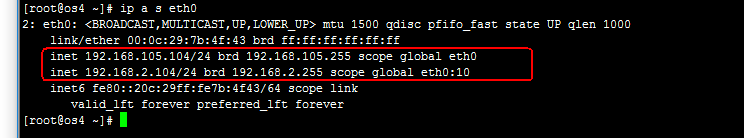 [root@os4 ~]# ip a s eth0
2: eth0: <BROADCAST,MULTICAST,UP,LOWER_UP> mtu 1500 qdisc pfifo_fast state UP qlen 1000
link/ether 00:0c:29:7b:4f:43 brd ff:ff:ff:ff:ff:ff
inet 192.168.105.104/24 brd 192.168.105.255 scope global eth0
inet 192.168.2.104/24 brd 192.168.2.255 scope global eth0:10
inet6 fe80::20c:29ff:fe7b:4f43/64 scope link
valid_lft forever preferred_lft forever
[root@os4 ~]#